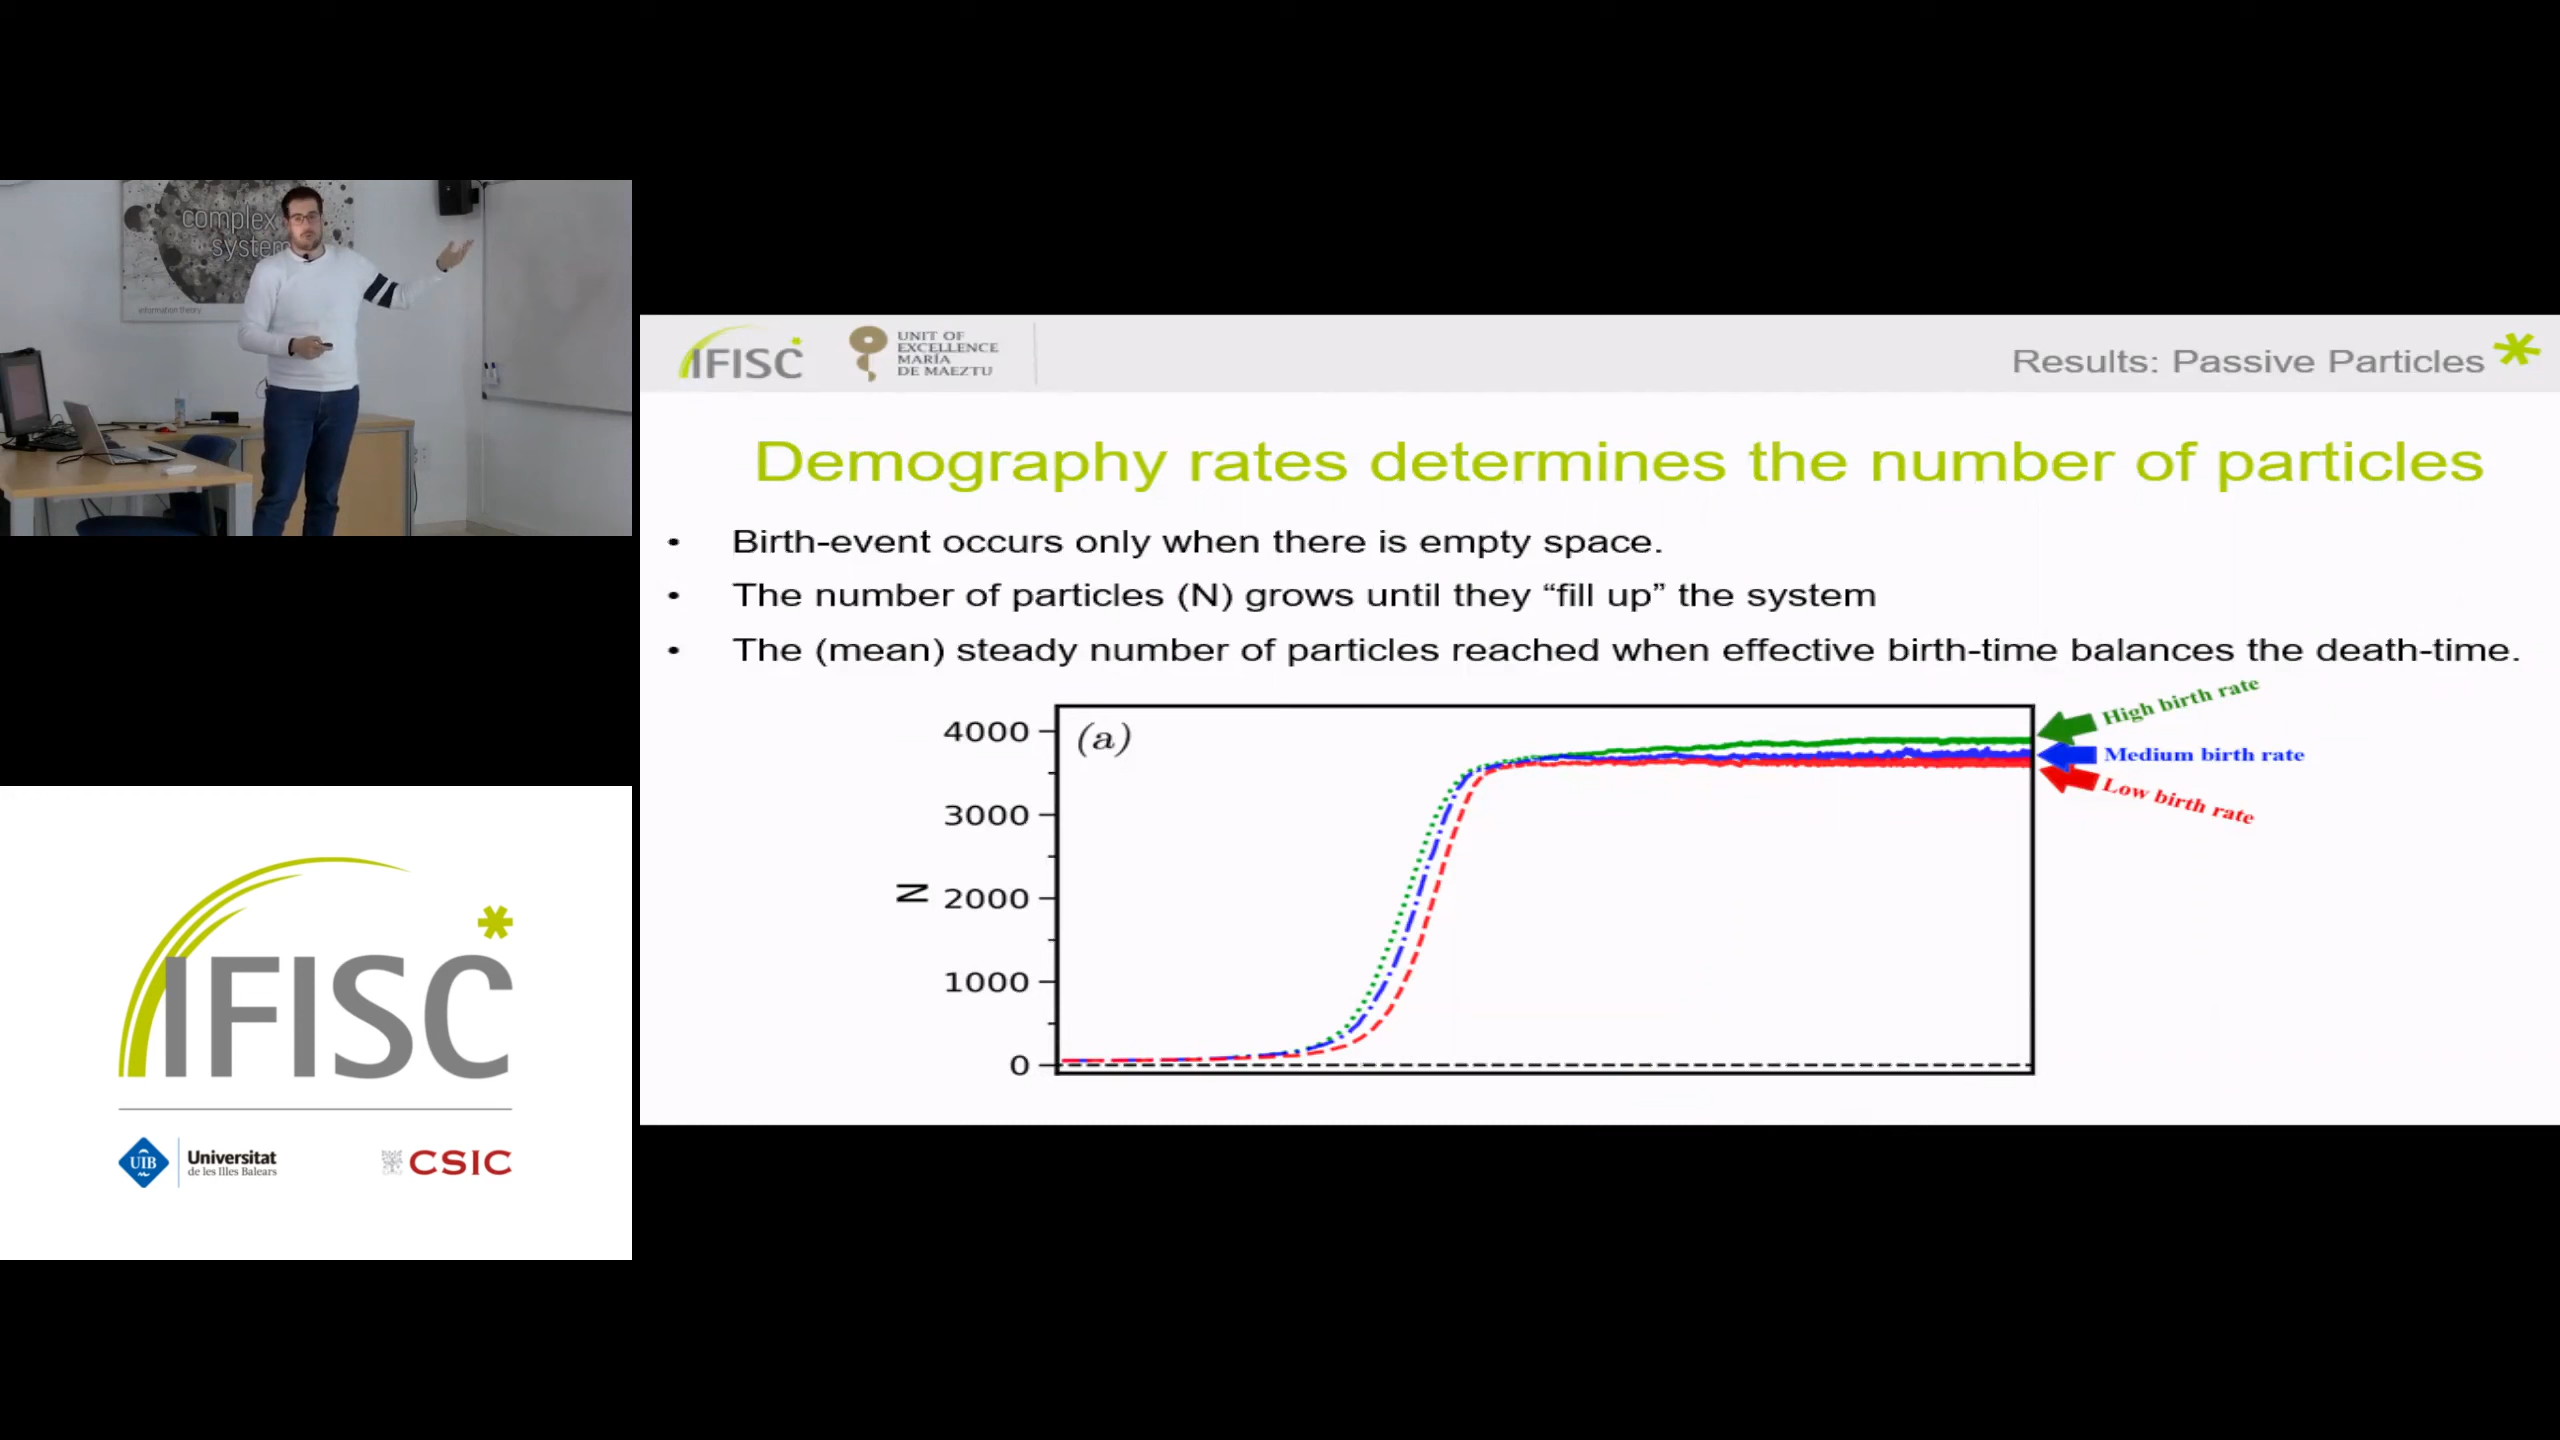 complex
system
information theory
IFISC
UNIT OF
EXCELLENCE
MARÍA
DE MAEZTU
Results: Passive Particles
Demography rates determines the number of particles
• Birth-event occurs only when there is empty space.
• The number of particles (N) grows until they “fill up” the system
• The (mean) steady number of particles reached when effective birth-time balances the death-time.
(a)
4000
3000
2000
1000
0
N
High birth rate
Medium birth rate
Low birth rate
IFISC
UIB
Universitat
de les Illes Balears
CSIC